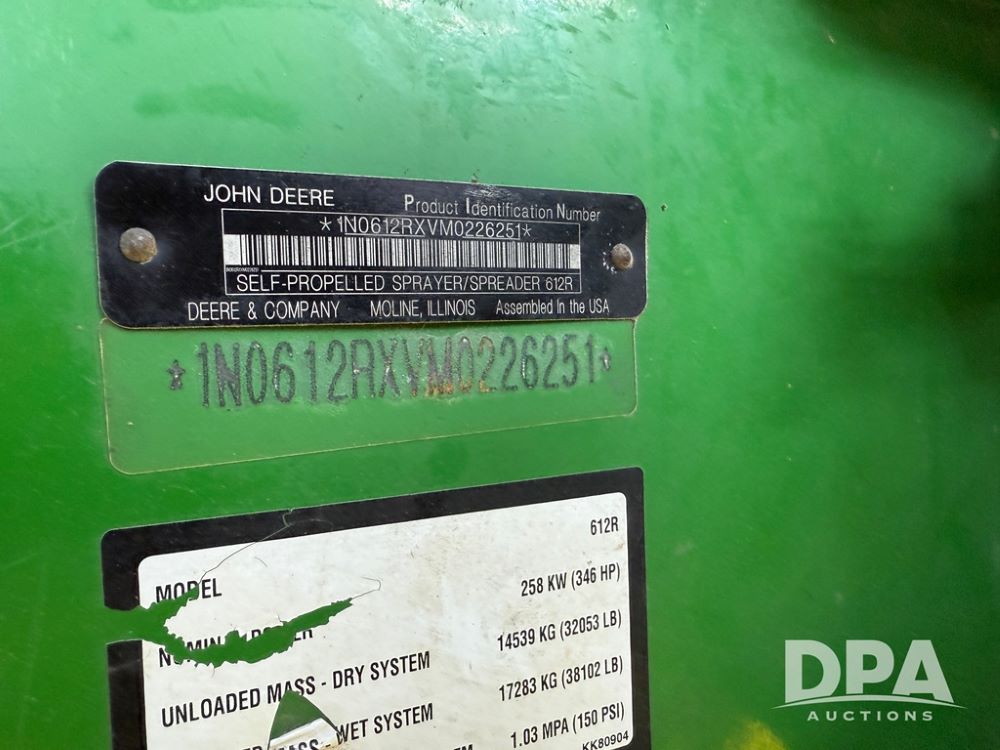 JOHN DEERE Product Identification Number
*1N0612RXVM0226251*
SELF-PROPELLED SPRAYER/SPREADER 612R
DEERE & COMPANY MOLINE, ILLINOIS Assembled in the USA
*1N0612RXVM0226251*
MODEL 612R
258 KW (346 HP)
UNLOADED MASS - DRY SYSTEM 14539 KG (32053 LB)
MASS - WET SYSTEM 17283 KG (38102 LB)
1.03 MPA (150 PSI)
KK80904
DPA
AUCTIONS